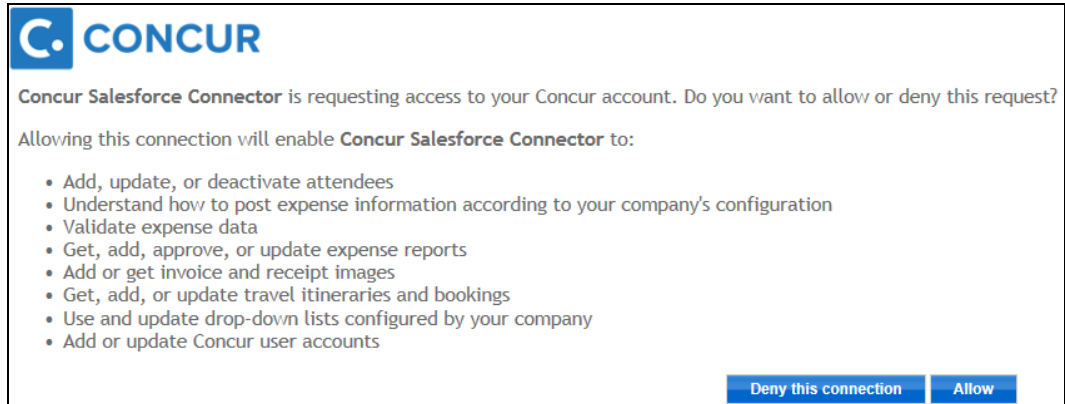 C. CONCUR
Concur Salesforce Connector is requesting access to your Concur account. Do you want to allow or deny this request?
Allowing this connection will enable Concur Salesforce Connector to:
• Add, update, or deactivate attendees
• Understand how to post expense information according to your company's configuration
• Validate expense data
• Get, add, approve, or update expense reports
• Add or get invoice and receipt images
• Get, add, or update travel itineraries and bookings
• Use and update drop-down lists configured by your company
• Add or update Concur user accounts
Deny this connection Allow